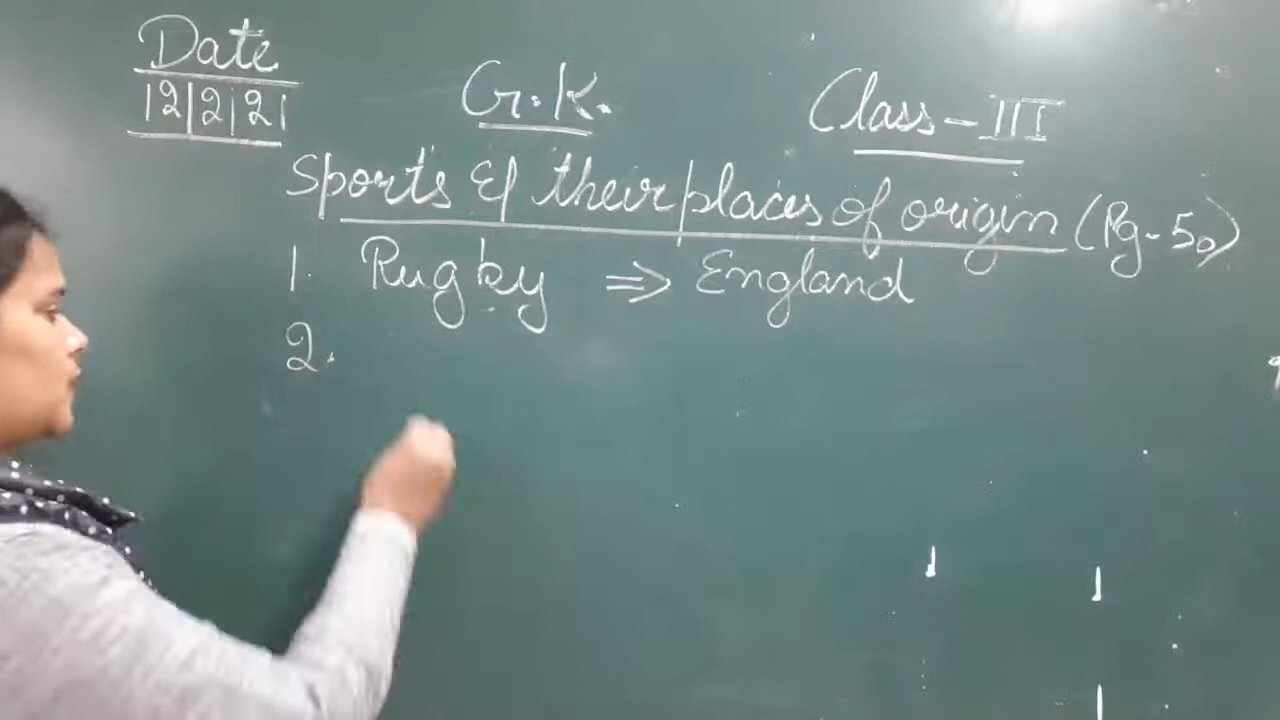 Date
12|2|21
G.K.
Class-III
Sports & their places of origin (Pg-50)
1. Rugby ⇒ England
2.